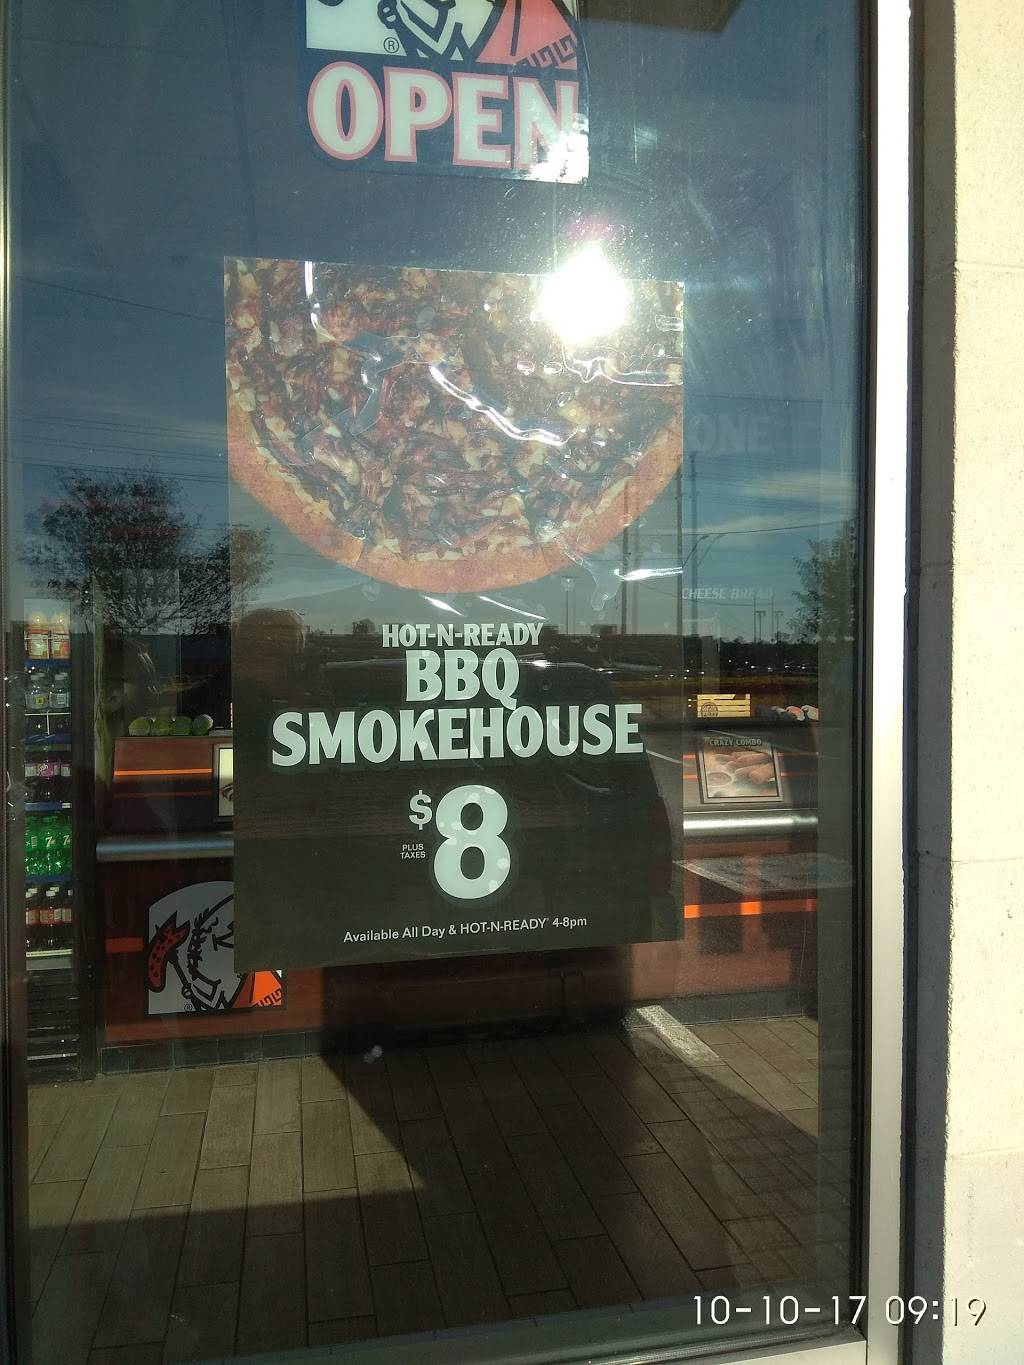 ®
OPEN
ONE
CHEESE BREAD
HOT-N-READY
BBQ
SMOKEHOUSE
CRAZY COMBO
$8
PLUS
TAXES
Available All Day & HOT-N-READY® 4-8pm
10-10-17 09:19